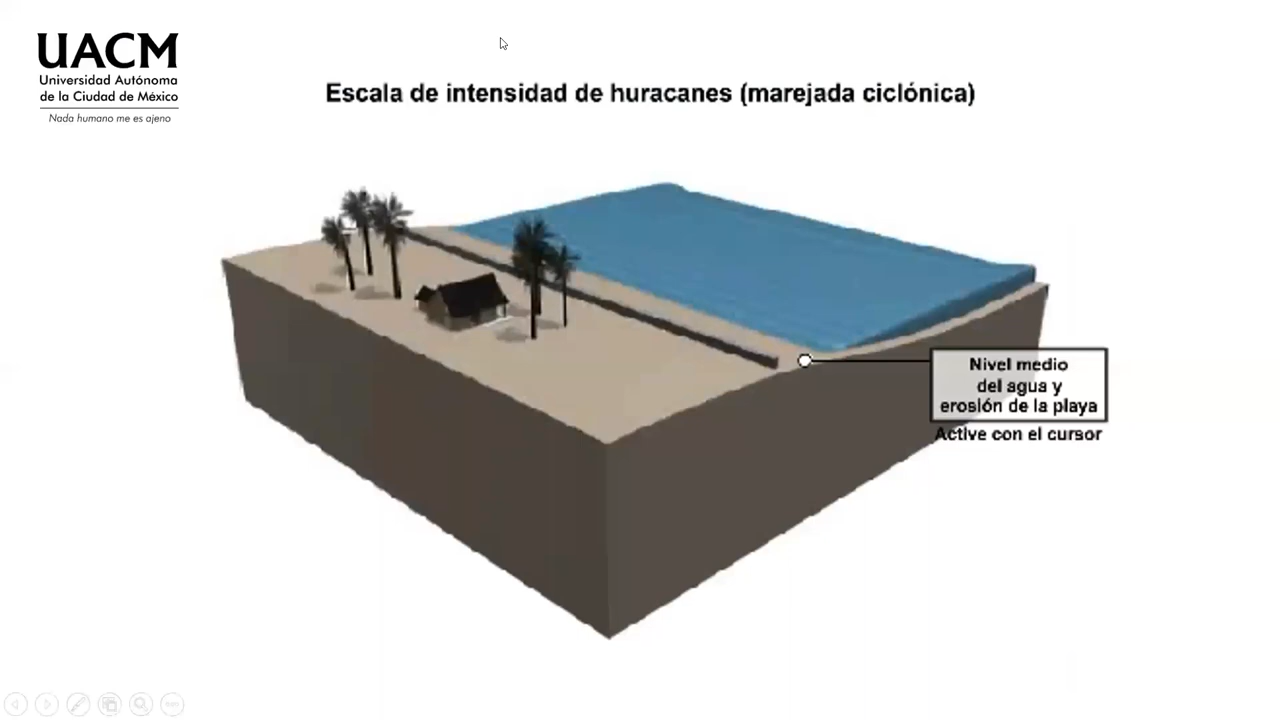 UACM
Universidad Autónoma
de la Ciudad de México
Nada humano me es ajeno
Escala de intensidad de huracanes (marejada ciclónica)
Nivel medio
del agua y
erosión de la playa
Active con el cursor